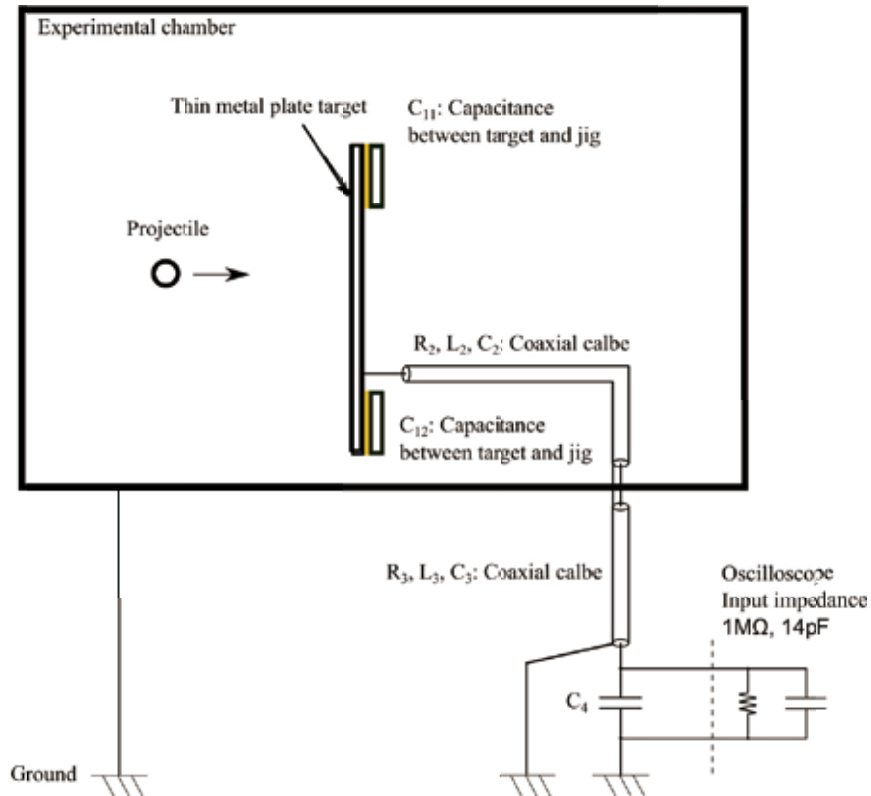 Experimental chamber
Thin metal plate target
C₁₁: Capacitance
between target and jig
Projectile
R₂, L₂, C₂: Coaxial calbe
C₁₂: Capacitance
between target and jig
R₃, L₃, C₃: Coaxial calbe
Oscilloscope
Input impedance
1MΩ, 14pF
C₄
Ground